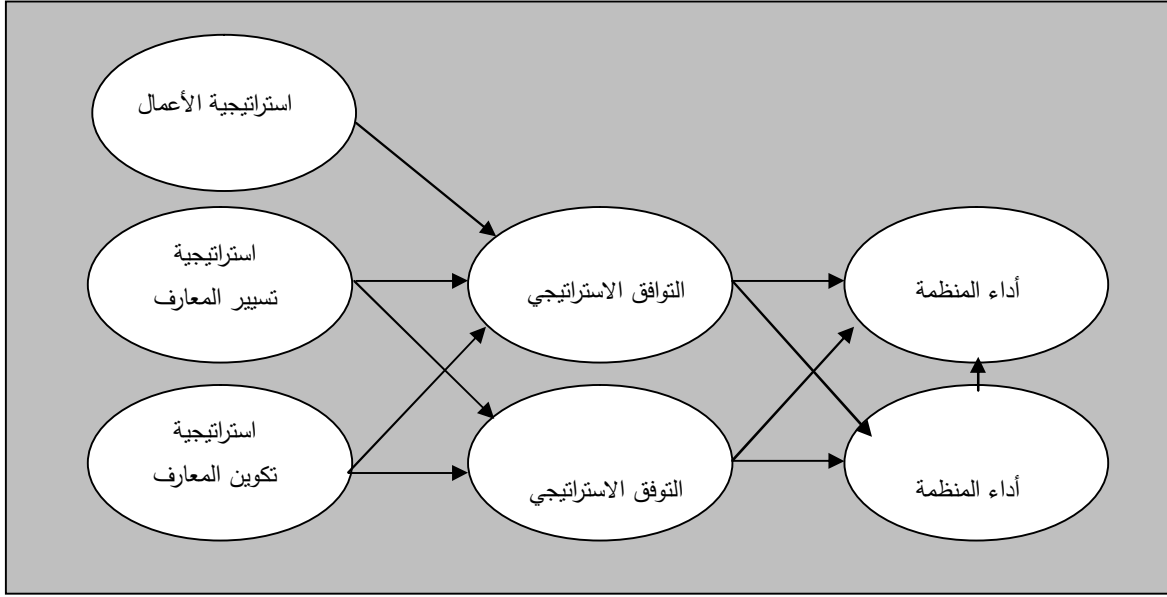 استراتيجية الأعمال
استراتيجية
تسيير المعارف
التوافق الاستراتيجي
أداء المنظمة
استراتيجية
تكوين المعارف
التوفق الاستراتيجي
أداء المنظمة